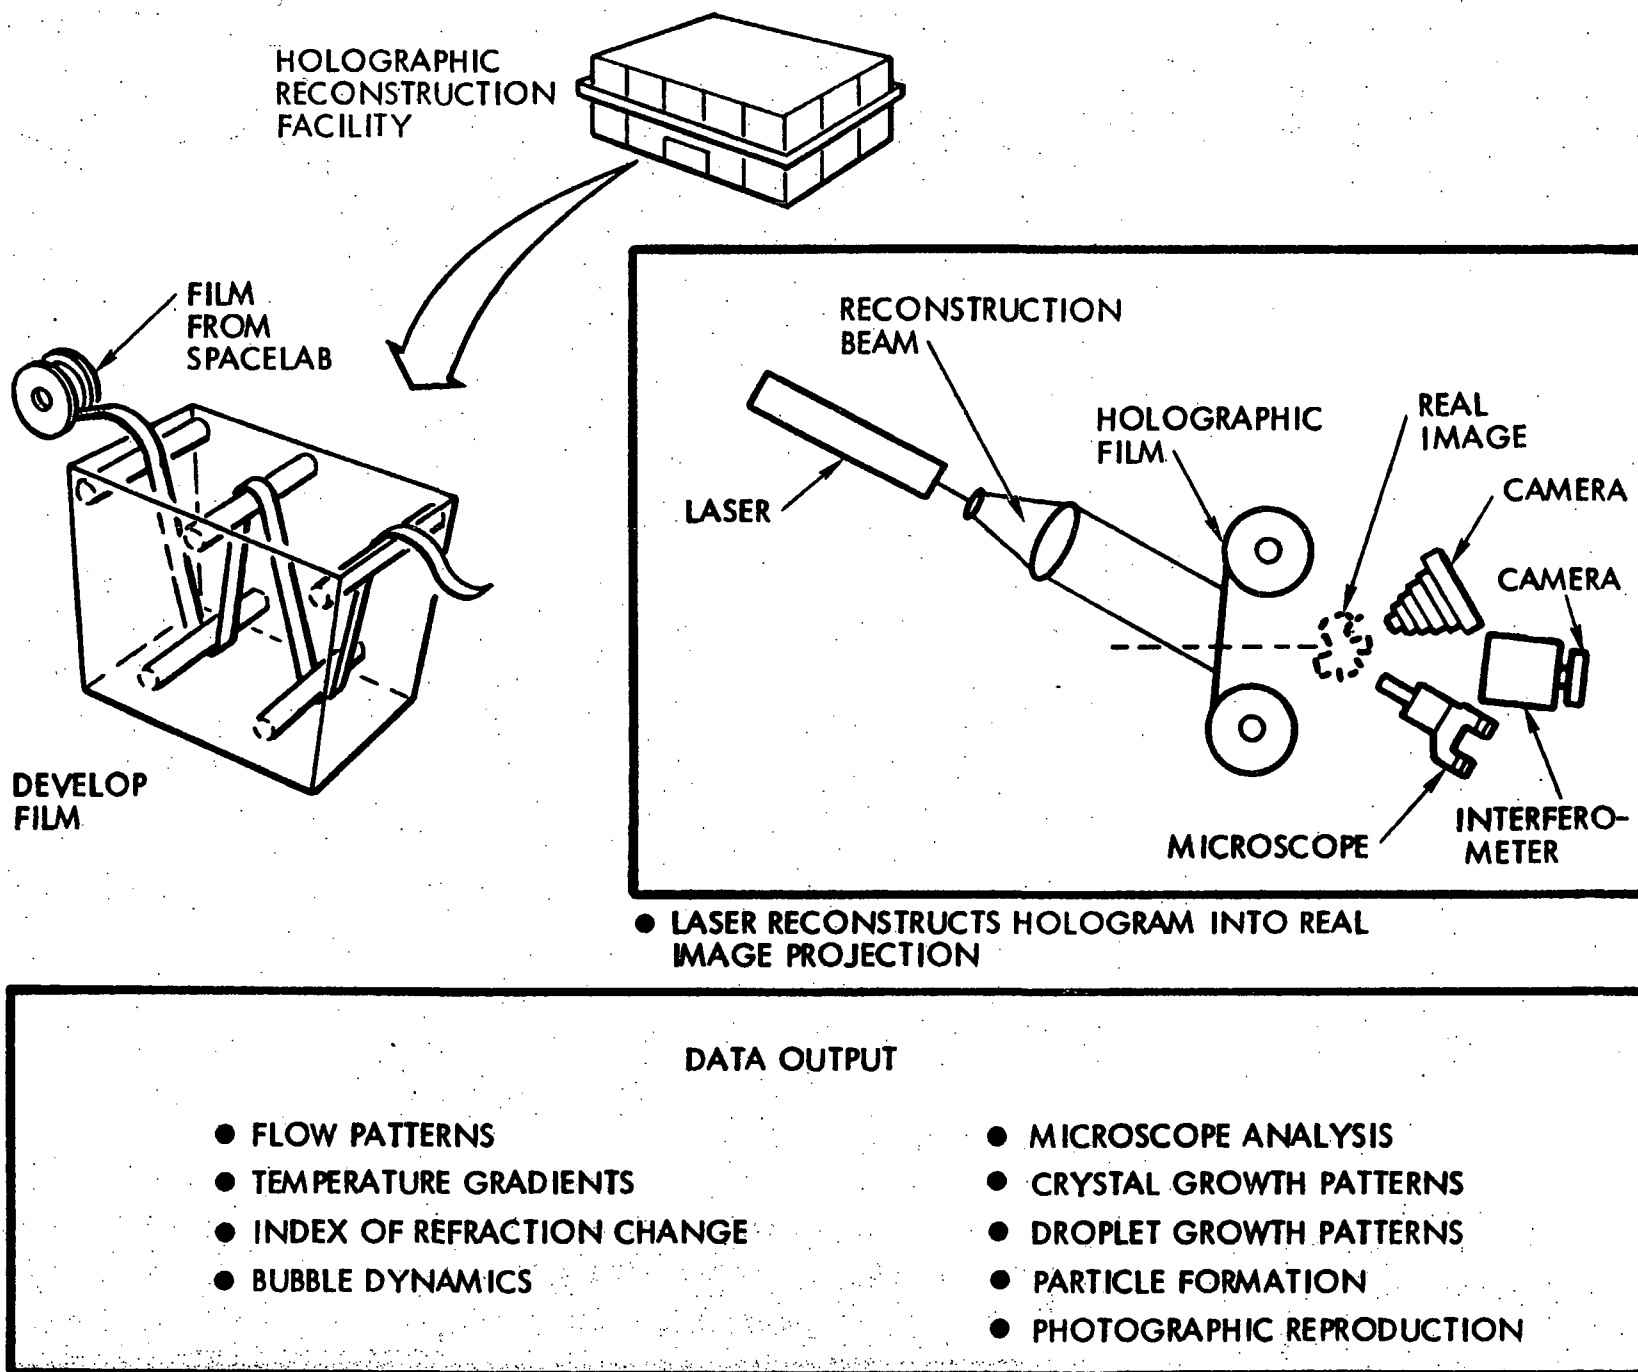 HOLOGRAPHIC
RECONSTRUCTION
FACILITY
FILM
FROM
SPACELAB
DEVELOP
FILM
RECONSTRUCTION
BEAM
LASER
HOLOGRAPHIC
FILM
REAL
IMAGE
CAMERA
CAMERA
MICROSCOPE
INTERFERO-
METER
● LASER RECONSTRUCTS HOLOGRAM INTO REAL
IMAGE PROJECTION
DATA OUTPUT
● FLOW PATTERNS
● TEMPERATURE GRADIENTS
● INDEX OF REFRACTION CHANGE
● BUBBLE DYNAMICS
● MICROSCOPE ANALYSIS
● CRYSTAL GROWTH PATTERNS
● DROPLET GROWTH PATTERNS
● PARTICLE FORMATION
● PHOTOGRAPHIC REPRODUCTION